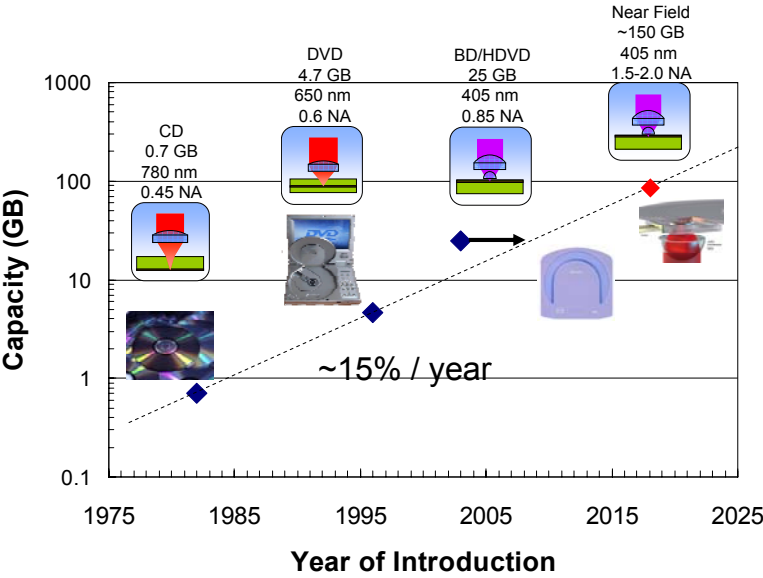 Near Field
~150 GB
405 nm
1.5-2.0 NA
DVD
4.7 GB
650 nm
0.6 NA
BD/HDVD
25 GB
405 nm
0.85 NA
CD
0.7 GB
780 nm
0.45 NA
Capacity (GB)
1000
100
10
1
0.1
DVD
~15% / year
1975
1985
1995
2005
2015
2025
Year of Introduction